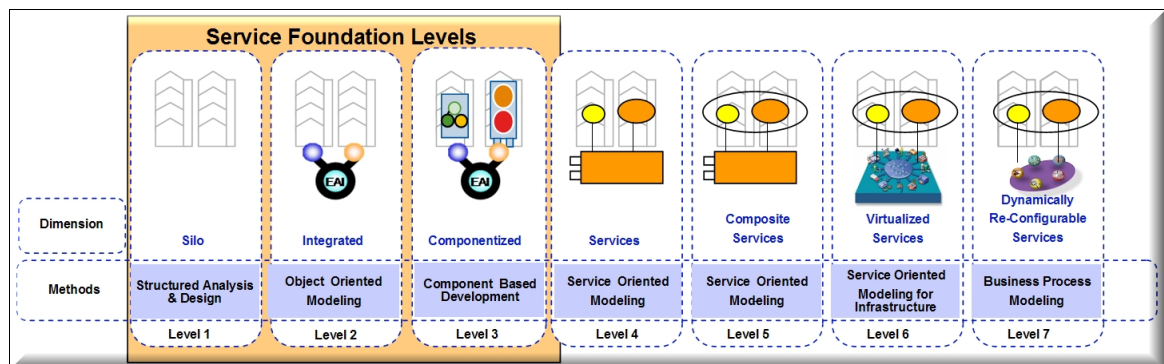 Service Foundation Levels
EAI
EAI
Dimension
Silo
Integrated
Componentized
Services
Composite
Services
Virtualized
Services
Dynamically
Re-Configurable
Services
Methods
Structured Analysis
& Design
Object Oriented
Modeling
Component Based
Development
Service Oriented
Modeling
Service Oriented
Modeling
Service Oriented
Modeling for
Infrastructure
Business Process
Modeling
Level 1
Level 2
Level 3
Level 4
Level 5
Level 6
Level 7